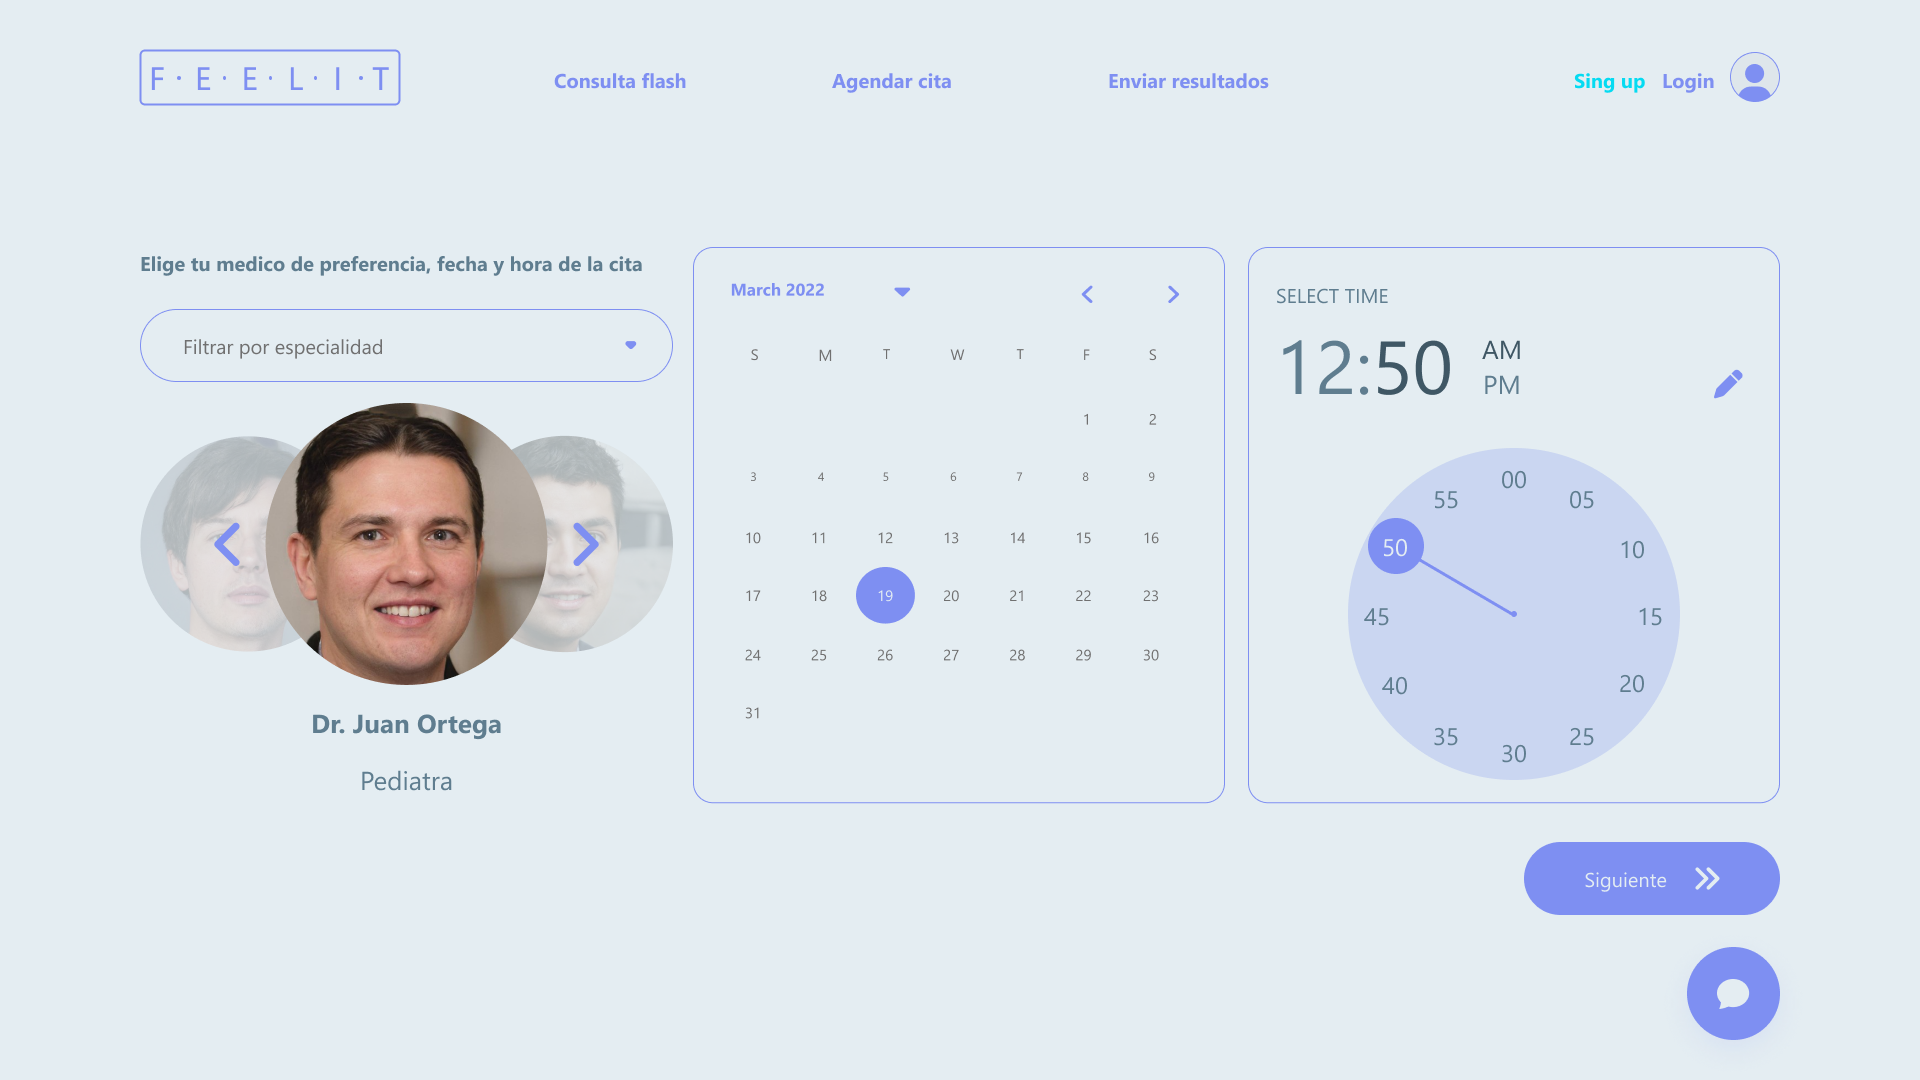 F·E·E·L·I·T
Consulta flash
Agendar cita
Enviar resultados
Sing up
Login
Elige tu medico de preferencia, fecha y hora de la cita
Filtrar por especialidad
Dr. Juan Ortega
Pediatra
March 2022
S M T W T F S
1 2
3 4 5 6 7 8 9
10 11 12 13 14 15 16
17 18 19 20 21 22 23
24 25 26 27 28 29 30
31
SELECT TIME
12:50
AM
PM
00
05
10
15
20
25
30
35
40
45
50
55
Siguiente